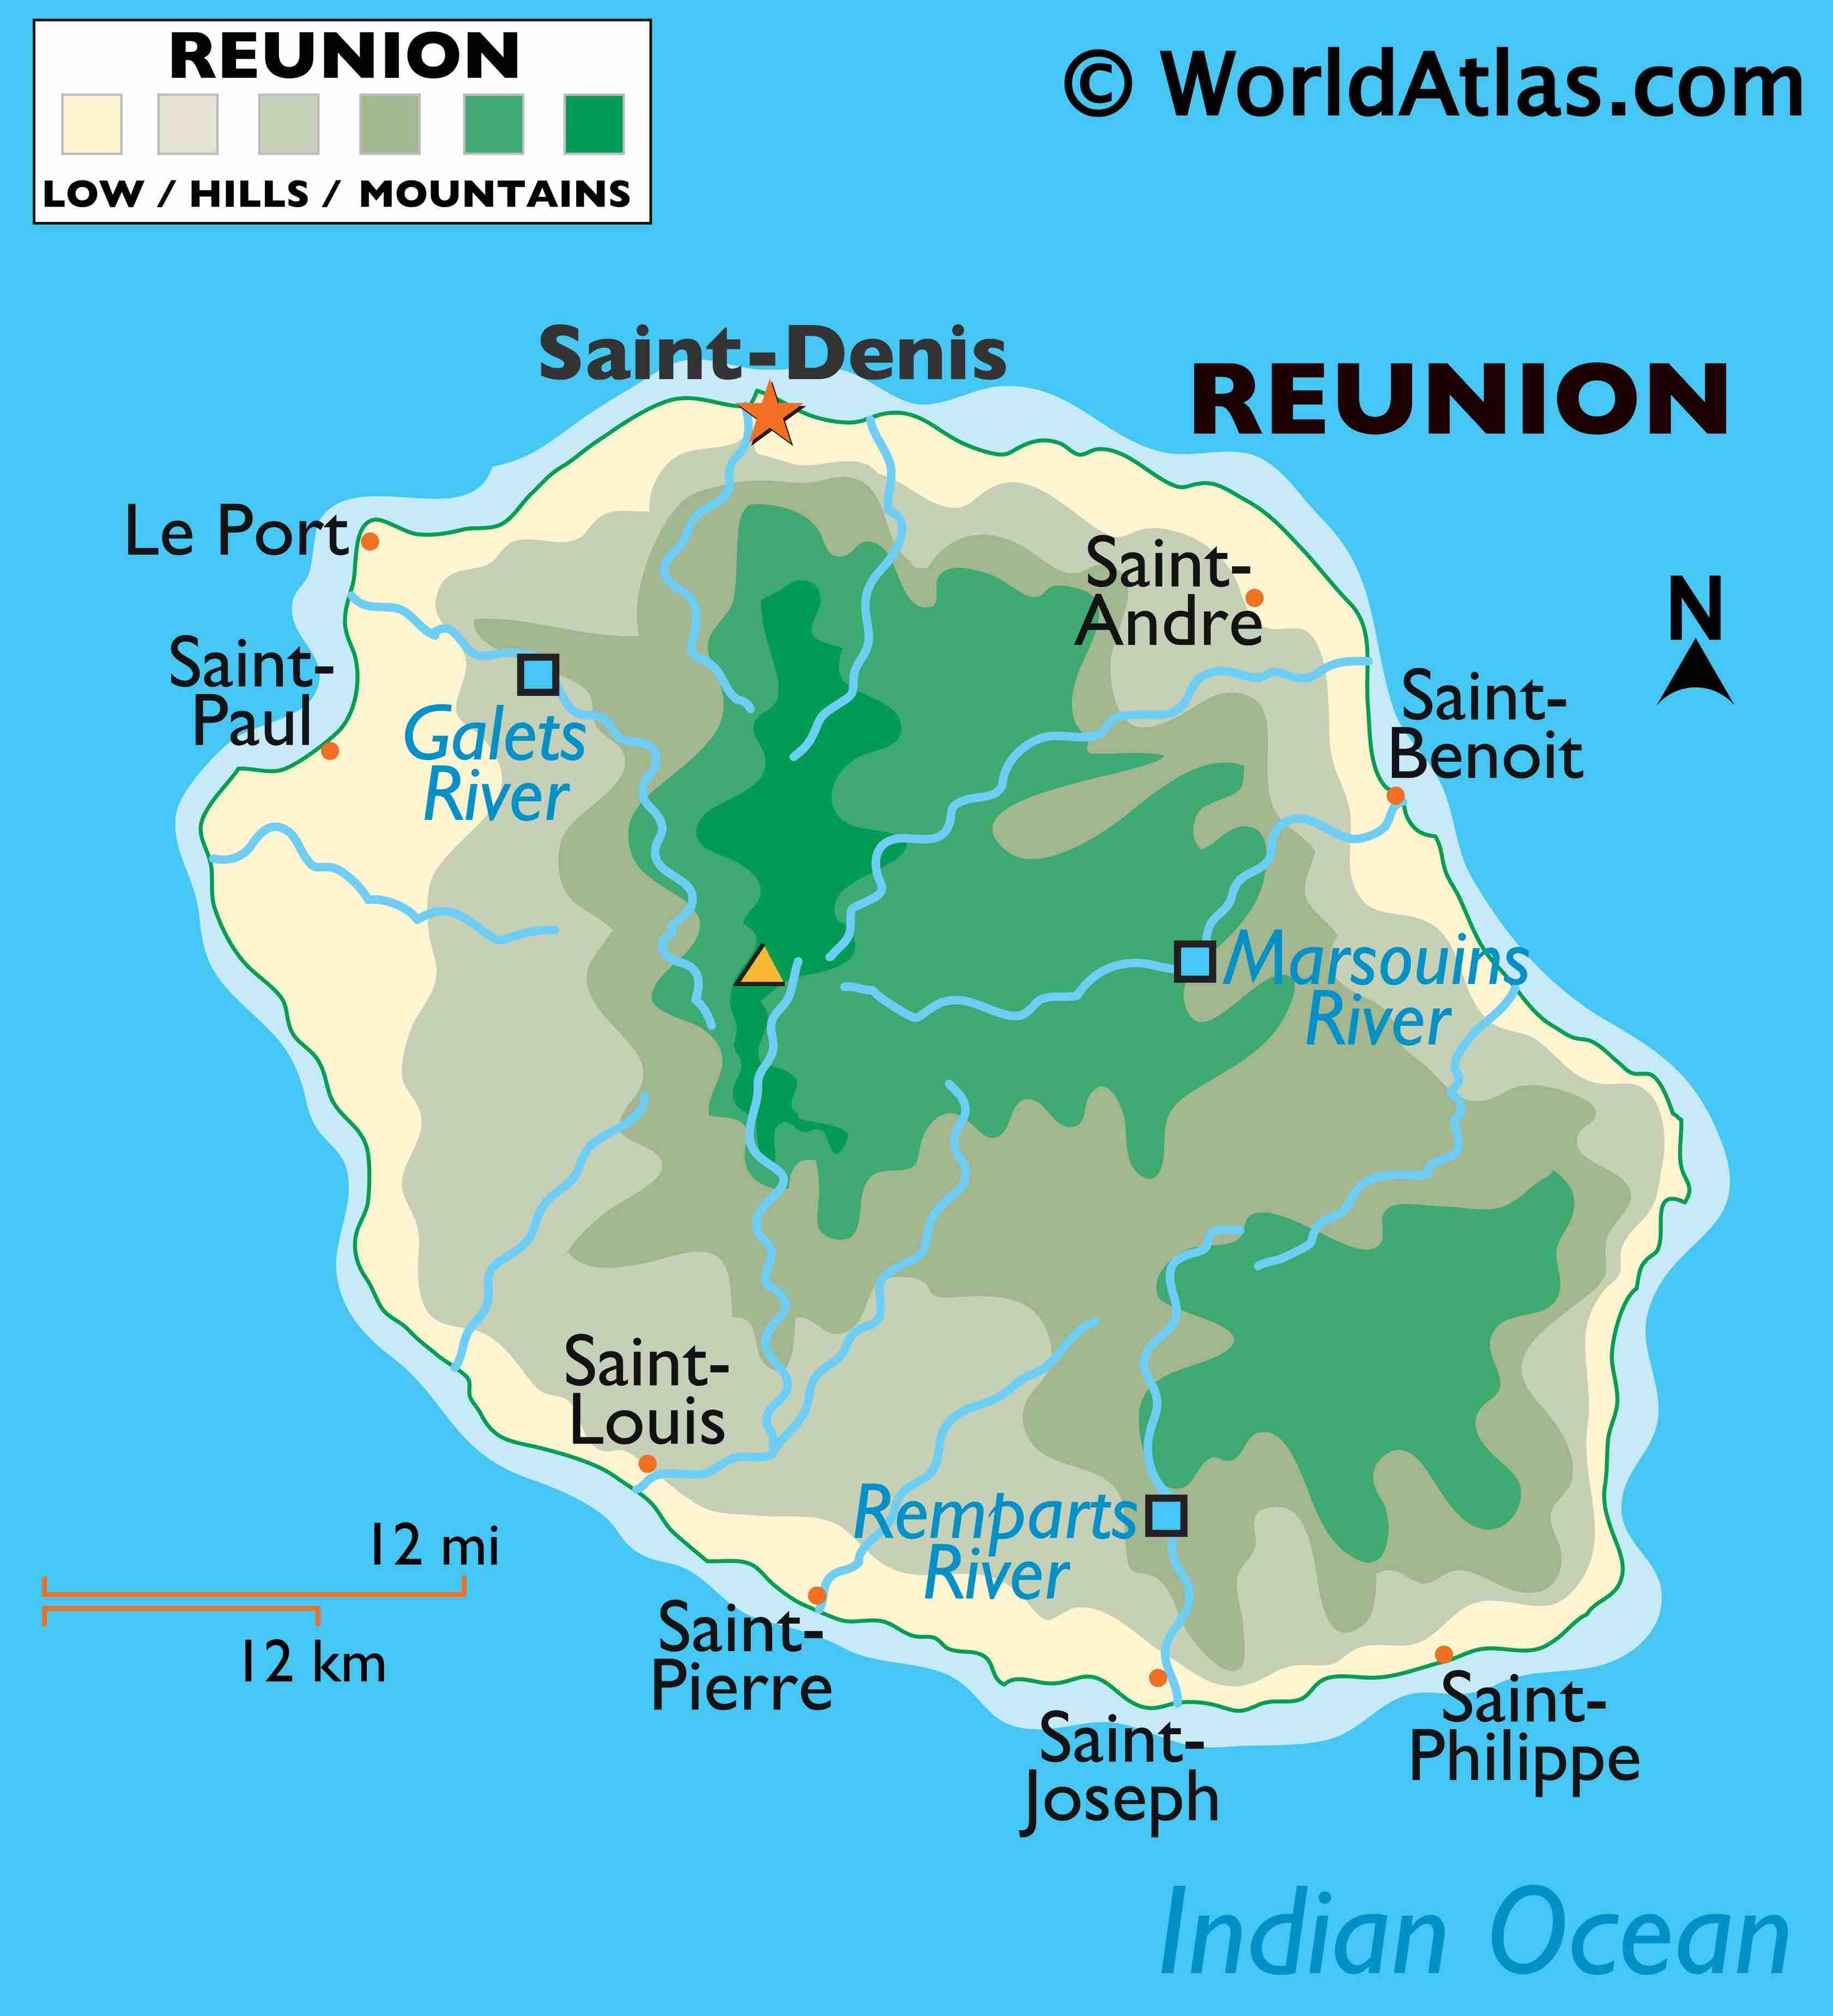 REUNION
LOW / HILLS / MOUNTAINS
© WorldAtlas.com
Saint-Denis
REUNION
Le Port
Saint-
Andre
N
Saint-
Paul
Galets
River
Saint-
Benoit
Marsouins
River
Saint-
Louis
Remparts
River
12 mi
12 km
Saint-
Pierre
Saint-
Joseph
Saint-
Philippe
Indian Ocean